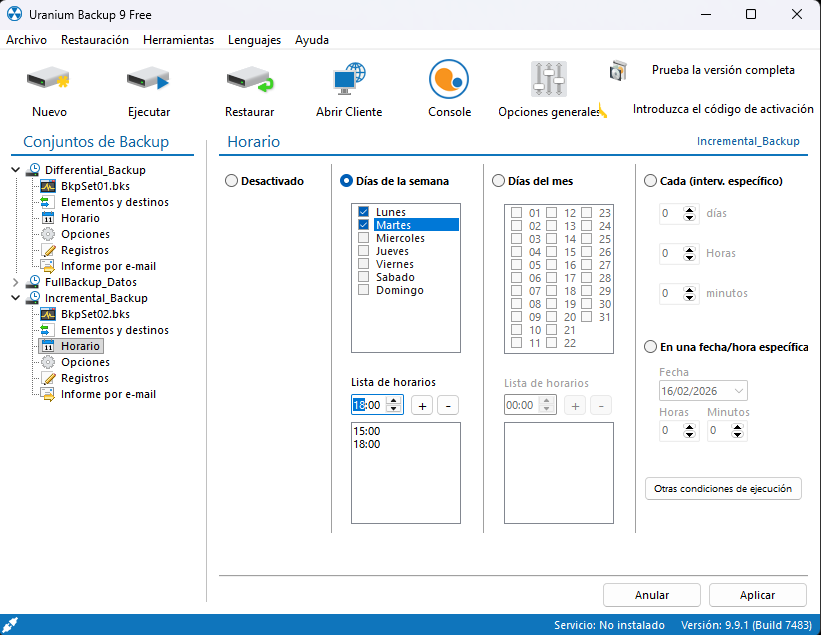 Uranium Backup 9 Free
Archivo Restauración Herramientas Lenguajes Ayuda
Nuevo Ejecutar Restaurar Abrir Cliente Console Opciones generales
Prueba la versión completa
Introduzca el código de activación
Conjuntos de Backup
Differential_Backup
BkpSet01.bks
Elementos y destinos
Horario
Opciones
Registros
Informe por e-mail
FullBackup_Datos
Incremental_Backup
BkpSet02.bks
Elementos y destinos
Horario
Opciones
Registros
Informe por e-mail
Horario Incremental_Backup
Desactivado
Días de la semana
Lunes
Martes
Miercoles
Jueves
Viernes
Sabado
Domingo
Lista de horarios
18:00 + -
15:00
18:00
Días del mes
01 12 23
02 13 24
03 14 25
04 15 26
05 16 27
06 17 28
07 18 29
08 19 30
09 20 31
10 21
11 22
Lista de horarios
00:00 + -
Cada (interv. específico)
0 días
0 Horas
0 minutos
En una fecha/hora específica
Fecha
16/02/2026
Horas Minutos
0 0
Otras condiciones de ejecución
Anular Aplicar
Servicio: No instalado Versión: 9.9.1 (Build 7483)